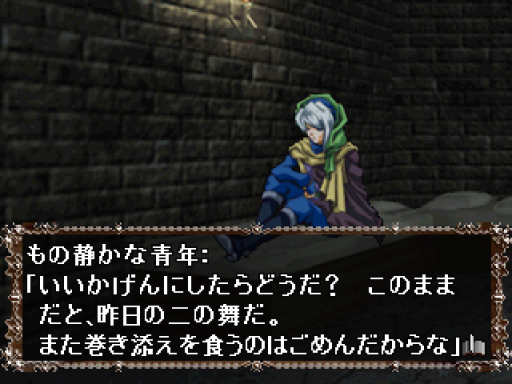 もの静かな青年:
「いいかげんにしたらどうだ？　このまま
だと、昨日の二の舞だ。
また巻き添えを食うのはごめんだからな」